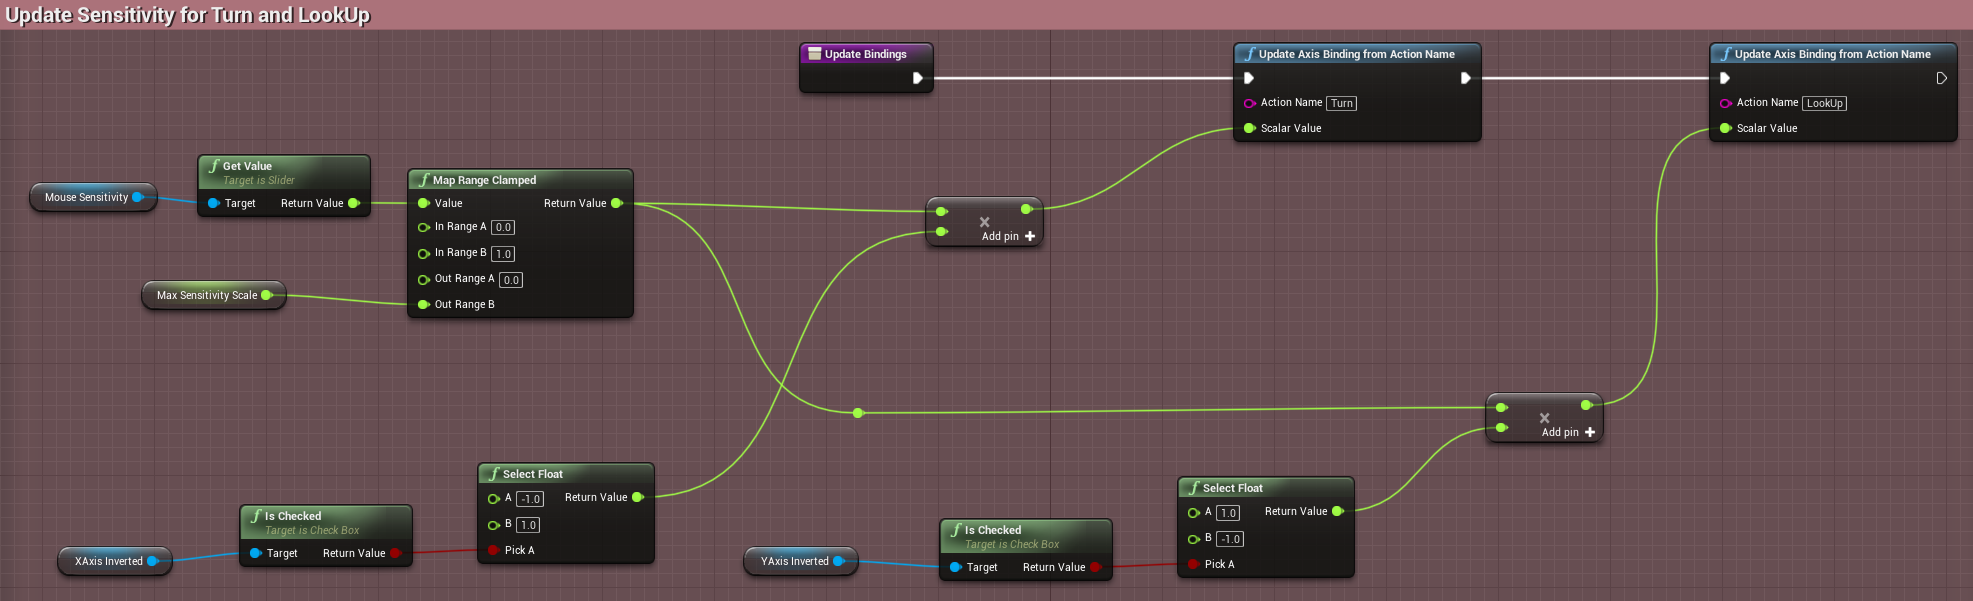 Update Sensitivity for Turn and LookUp
Update Bindings
Update Axis Binding from Action Name
Action Name Turn
Scalar Value
Update Axis Binding from Action Name
Action Name LookUp
Scalar Value
Mouse Sensitivity
f Get Value
Target is Slider
Target Return Value
Max Sensitivity Scale
f Map Range Clamped
Value Return Value
In Range A 0.0
In Range B 1.0
Out Range A 0.0
Out Range B
Add pin +
XAxis Inverted
f Is Checked
Target is Check Box
Target Return Value
f Select Float
A -1.0 Return Value
B 1.0
Pick A
YAxis Inverted
f Is Checked
Target is Check Box
Target Return Value
f Select Float
A 1.0 Return Value
B -1.0
Pick A
Add pin +